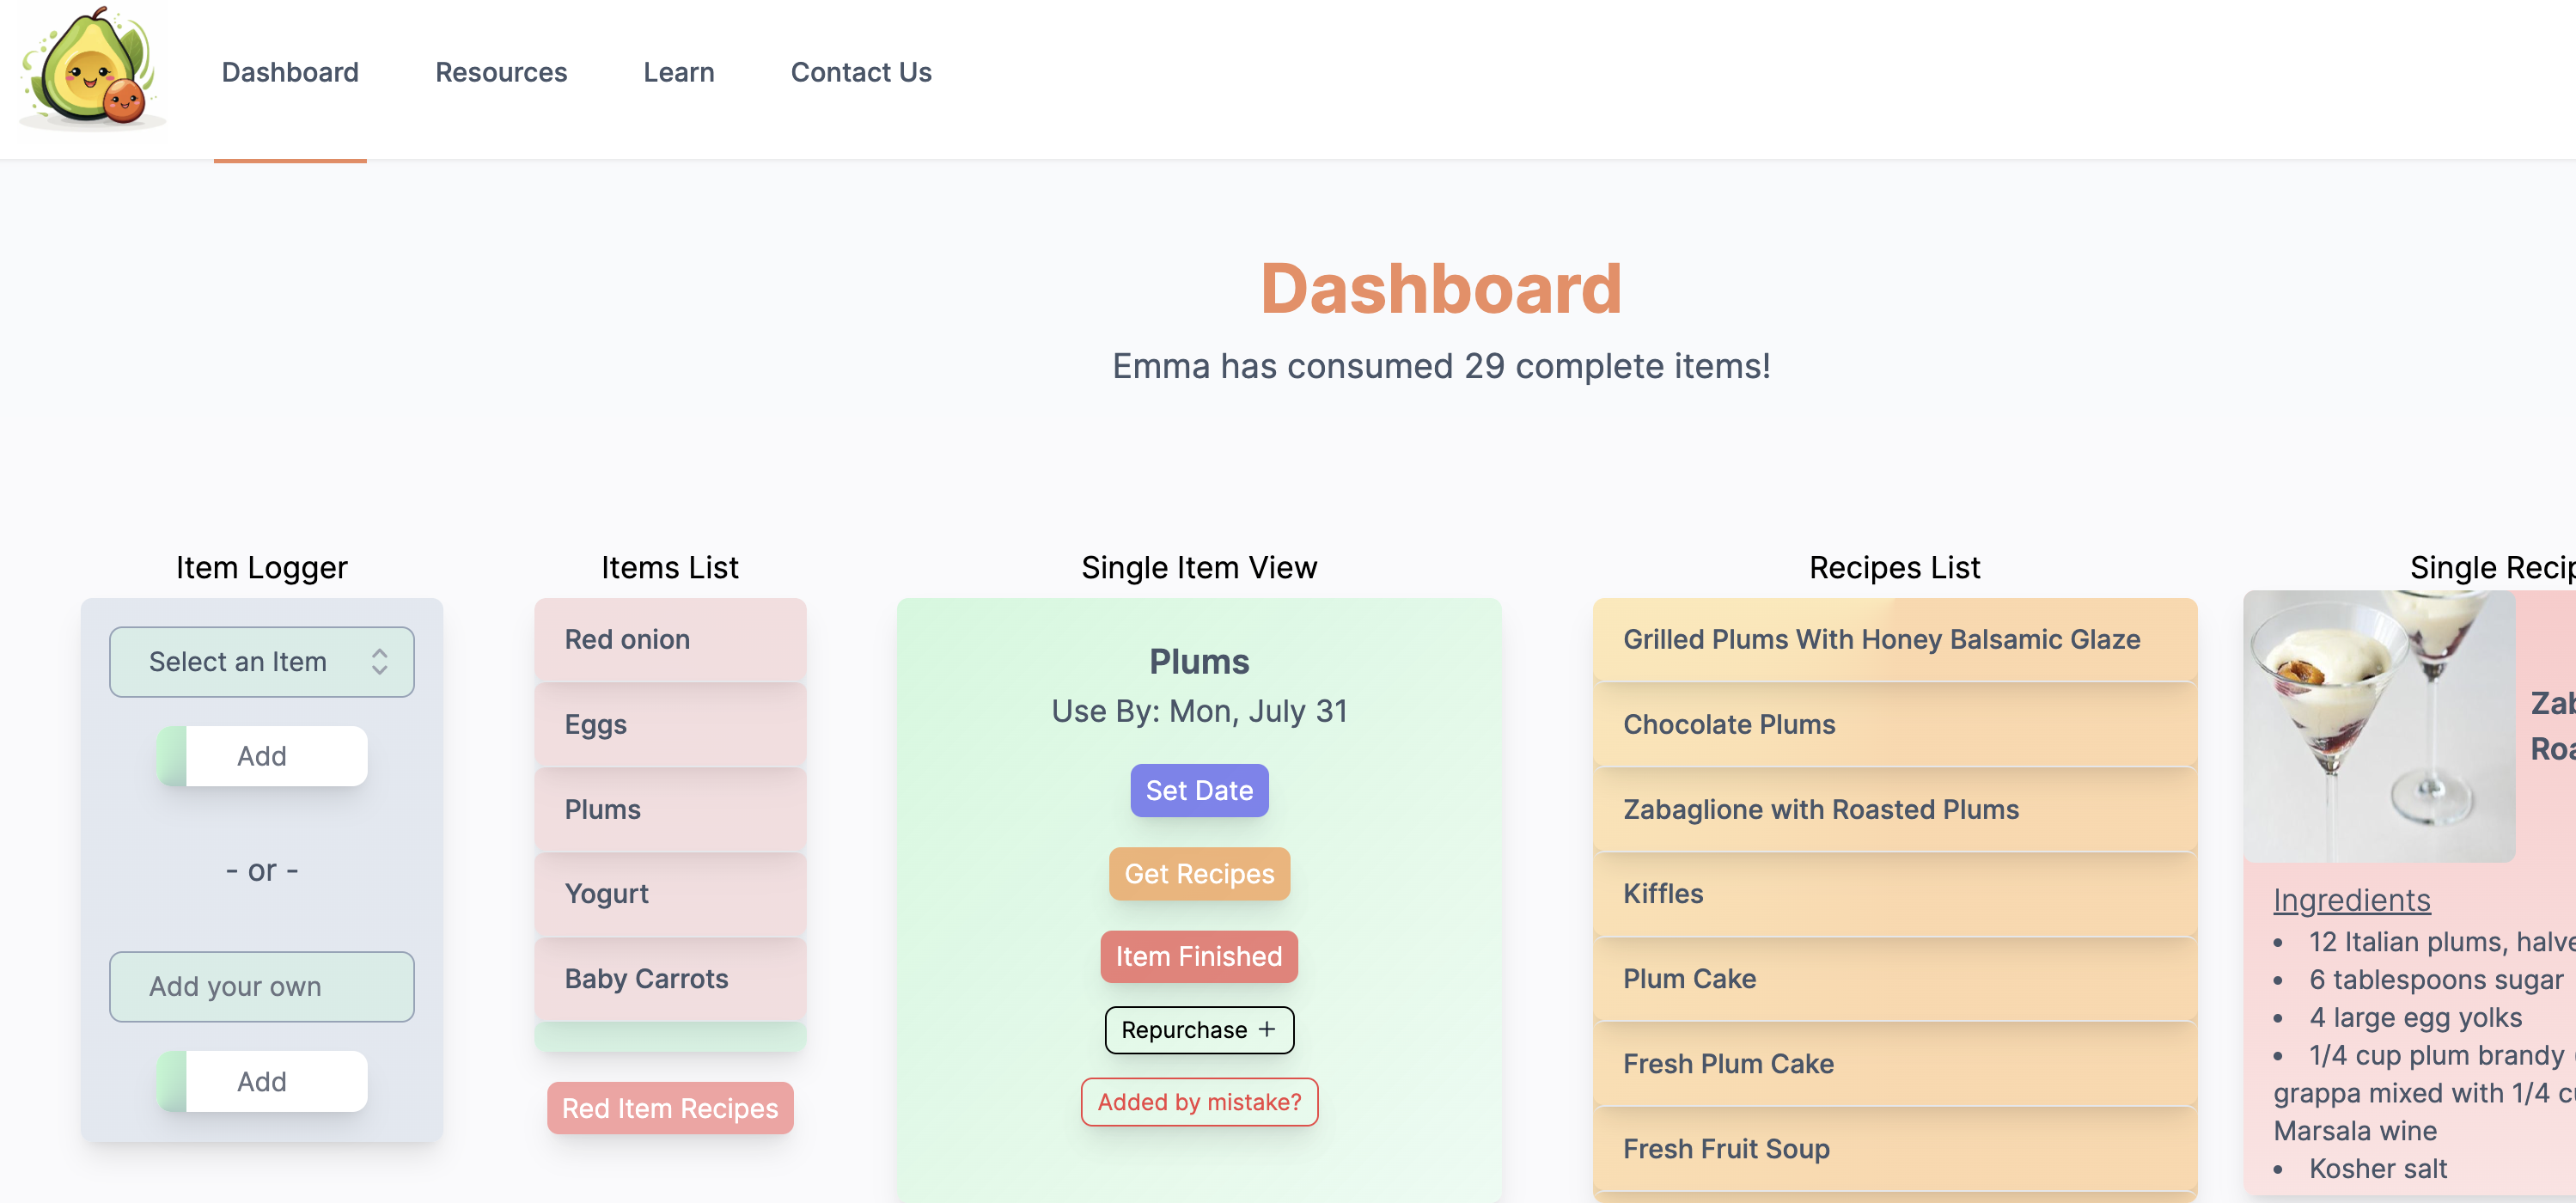 Dashboard
Resources
Learn
Contact Us
Dashboard
Emma has consumed 29 complete items!
Item Logger
Select an Item
Add
- or -
Add your own
Add
Items List
Red onion
Eggs
Plums
Yogurt
Baby Carrots
Red Item Recipes
Single Item View
Plums
Use By: Mon, July 31
Set Date
Get Recipes
Item Finished
Repurchase +
Added by mistake?
Recipes List
Grilled Plums With Honey Balsamic Glaze
Chocolate Plums
Zabaglione with Roasted Plums
Kiffles
Plum Cake
Fresh Plum Cake
Fresh Fruit Soup
Single
Ingredients
• 12 Italian plums,
• 6 tablespoons sugar
• 4 large egg yolks
• 1/4 cup plum brandy
grappa mixed with 1/4
Marsala wine
• Kosher salt